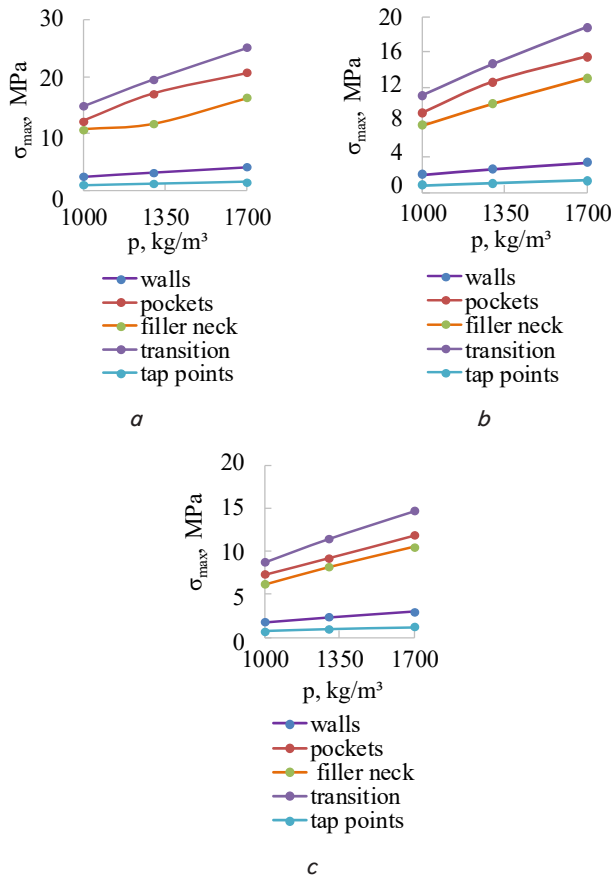 30
20
10
0
σmax, MPa
1000 1350 1700
p, kg/m³
walls
pockets
filler neck
transition
tap points
a
20
16
12
8
4
0
σmax, MPa
1000 1350 1700
p, kg/m³
walls
pockets
filler neck
transition
tap points
b
20
15
10
5
0
σmax, MPa
1000 1350 1700
p, kg/m³
walls
pockets
filler neck
transition
tap points
c